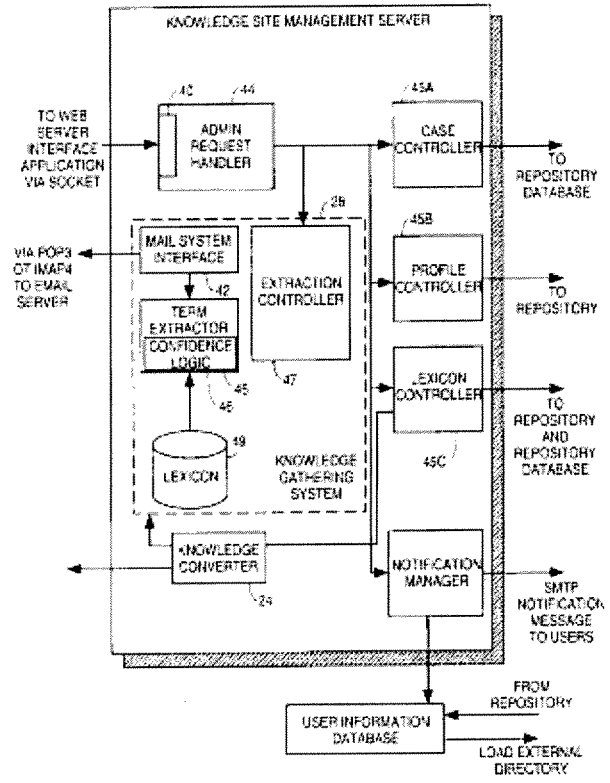 KNOWLEDGE SITE MANAGEMENT SERVER
43
44
45A
TO WEB
SERVER
INTERFACE
APPLICATION
VIA SOCKET
ADMIN
REQUEST
HANDLER
CASE
CONTROLLER
TO
REPOSITORY
DATABASE
28
45B
VIA POP3
OT IMAP4
TO EMAIL
SERVER
MAIL SYSTEM
INTERFACE
42
EXTRACTION
CONTROLLER
PROFILE
CONTROLLER
TO
REPOSITORY
TERM
EXTRACTOR
CONFIDENCE
LOGIC
45
46
47
LEXICON
CONTROLLER
TO
REPOSITORY
AND
REPOSITORY
DATABASE
45C
49
LEXICON
KNOWLEDGE
GATHERING
SYSTEM
KNOWLEDGE
CONVERTER
24
NOTIFICATION
MANAGER
SMTP
NOTIFICATION
MESSAGE
TO USERS
FROM
REPOSITORY
USER INFORMATION
DATABASE
LOAD EXTERNAL
DIRECTORY